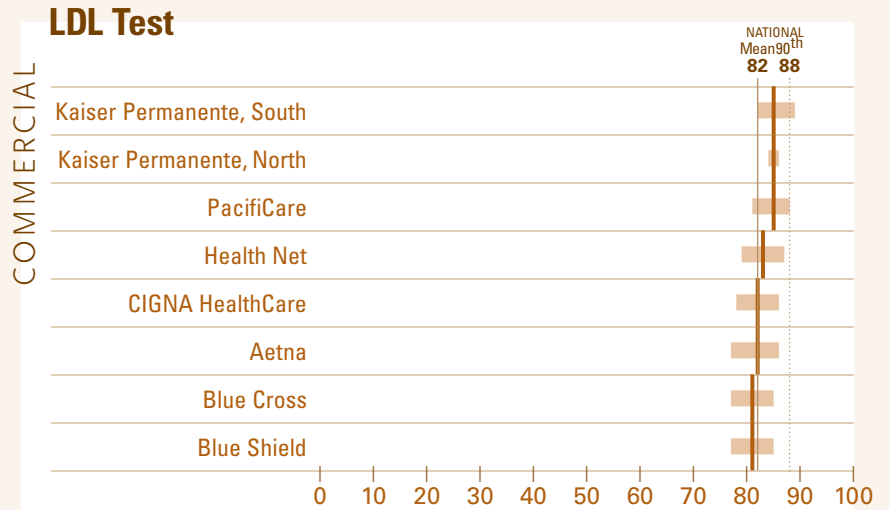 LDL Test
NATIONAL
Mean 90th
82 88
COMMERCIAL
Kaiser Permanente, South
Kaiser Permanente, North
PacifiCare
Health Net
CIGNA HealthCare
Aetna
Blue Cross
Blue Shield
0 10 20 30 40 50 60 70 80 90 100